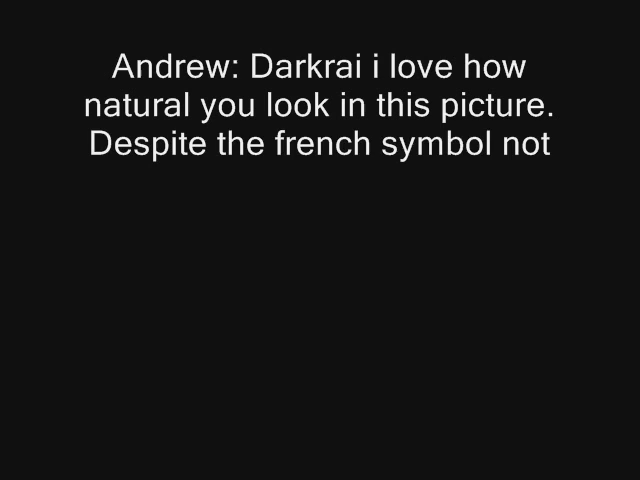 Andrew: Darkrai i love how
natural you look in this picture.
Despite the french symbol not